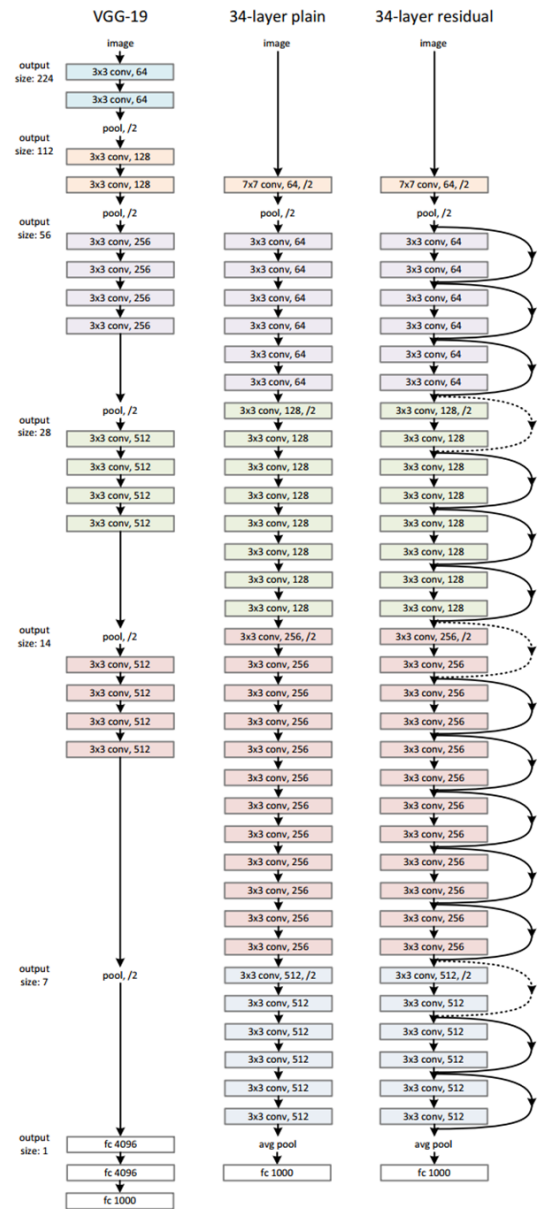 output
size: 224
output
size: 112
output
size: 56
output
size: 28
output
size: 14
output
size: 7
output
size: 1
VGG-19
image
3x3 conv, 64
3x3 conv, 64
pool, /2
3x3 conv, 128
3x3 conv, 128
pool, /2
3x3 conv, 256
3x3 conv, 256
3x3 conv, 256
3x3 conv, 256
pool, /2
3x3 conv, 512
3x3 conv, 512
3x3 conv, 512
3x3 conv, 512
pool, /2
3x3 conv, 512
3x3 conv, 512
3x3 conv, 512
3x3 conv, 512
pool, /2
fc 4096
fc 4096
fc 1000
34-layer plain
image
7x7 conv, 64, /2
pool, /2
3x3 conv, 64
3x3 conv, 64
3x3 conv, 64
3x3 conv, 64
3x3 conv, 64
3x3 conv, 64
3x3 conv, 128, /2
3x3 conv, 128
3x3 conv, 128
3x3 conv, 128
3x3 conv, 128
3x3 conv, 128
3x3 conv, 128
3x3 conv, 128
3x3 conv, 256, /2
3x3 conv, 256
3x3 conv, 256
3x3 conv, 256
3x3 conv, 256
3x3 conv, 256
3x3 conv, 256
3x3 conv, 256
3x3 conv, 256
3x3 conv, 256
3x3 conv, 256
3x3 conv, 256
3x3 conv, 512, /2
3x3 conv, 512
3x3 conv, 512
3x3 conv, 512
3x3 conv, 512
3x3 conv, 512
avg pool
fc 1000
34-layer residual
image
7x7 conv, 64, /2
pool, /2
3x3 conv, 64
3x3 conv, 64
3x3 conv, 64
3x3 conv, 64
3x3 conv, 64
3x3 conv, 64
3x3 conv, 128, /2
3x3 conv, 128
3x3 conv, 128
3x3 conv, 128
3x3 conv, 128
3x3 conv, 128
3x3 conv, 128
3x3 conv, 128
3x3 conv, 256, /2
3x3 conv, 256
3x3 conv, 256
3x3 conv, 256
3x3 conv, 256
3x3 conv, 256
3x3 conv, 256
3x3 conv, 256
3x3 conv, 256
3x3 conv, 256
3x3 conv, 256
3x3 conv, 256
3x3 conv, 512, /2
3x3 conv, 512
3x3 conv, 512
3x3 conv, 512
3x3 conv, 512
3x3 conv, 512
avg pool
fc 1000